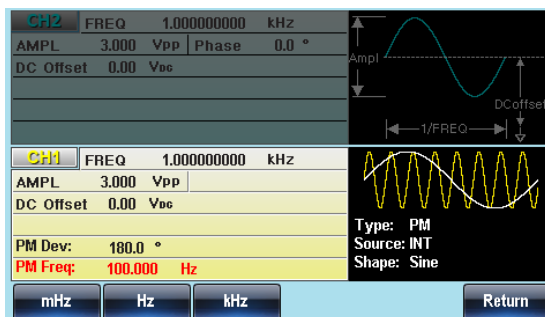 CH2 FREQ 1.000000000 kHz
AMPL 3.000 Vpp Phase 0.0 °
DC Offset 0.00 VDC
Ampl
DCoffset
1/FREQ
CH1 FREQ 1.000000000 kHz
AMPL 3.000 Vpp
DC Offset 0.00 VDC
PM Dev: 180.0 °
PM Freq: 100.000 Hz
Type: PM
Source: INT
Shape: Sine
mHz Hz kHz Return